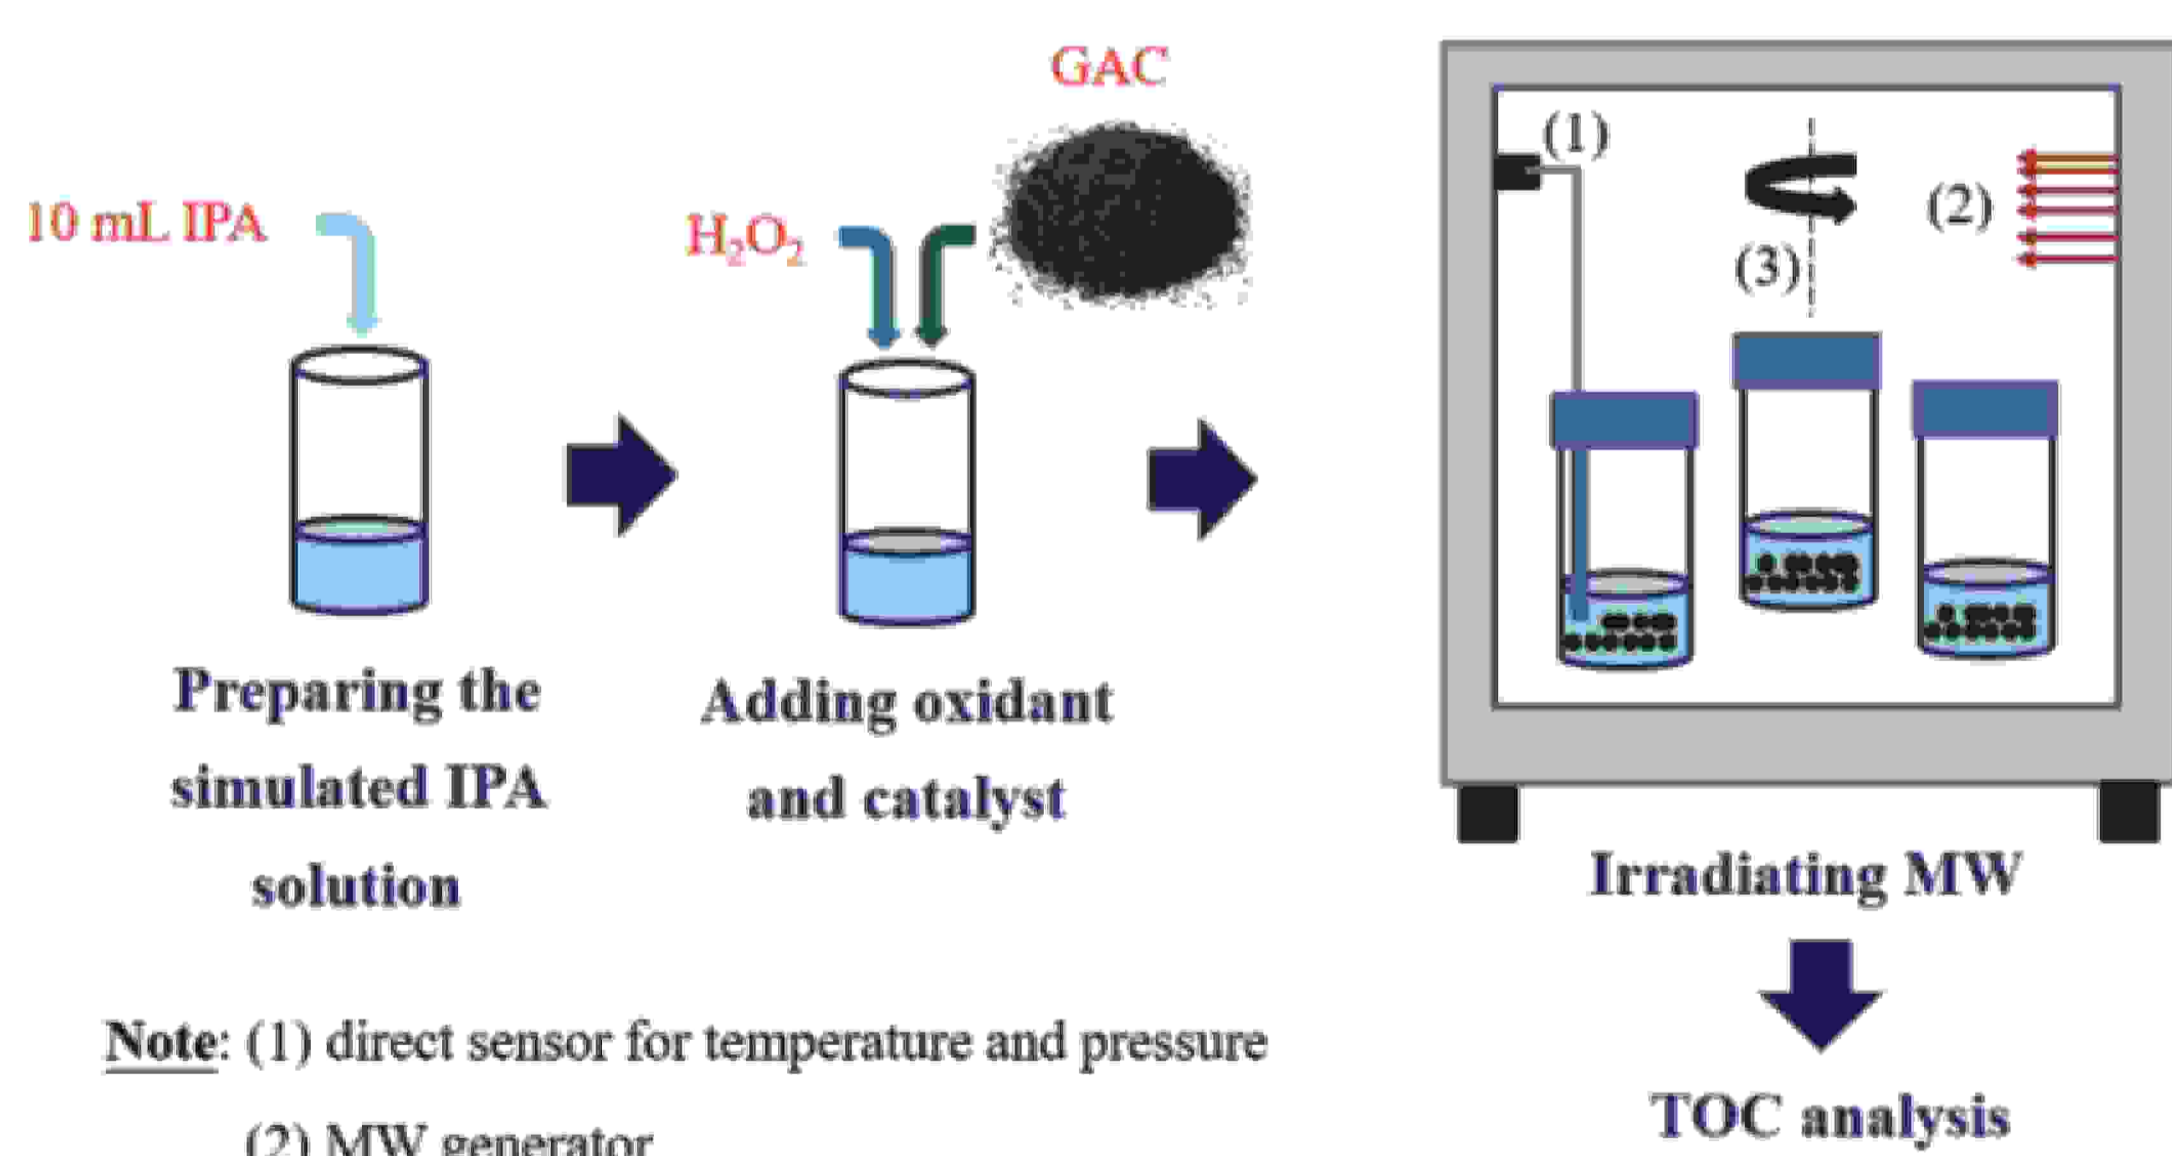 GAC
10 mL IPA
H₂O₂
(1)
(2)
(3)
Preparing the
simulated IPA
solution
Adding oxidant
and catalyst
Irradiating MW
TOC analysis
Note: (1) direct sensor for temperature and pressure
(2) MW generator